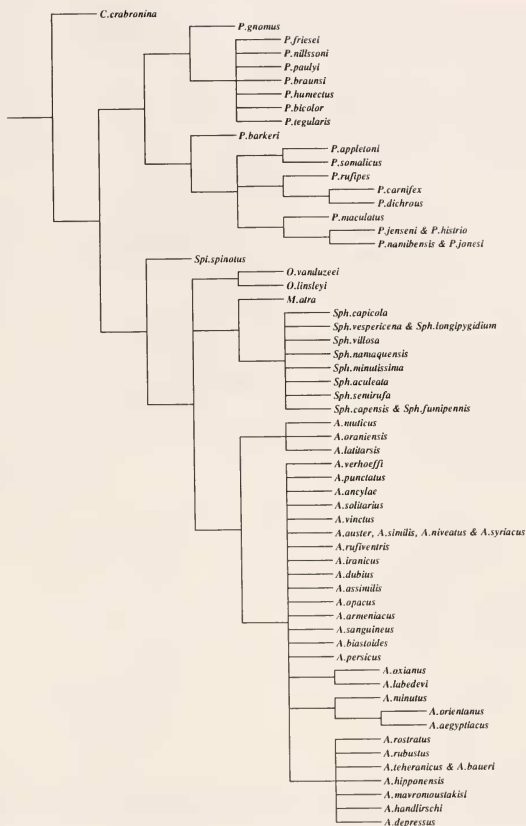 C.crabronina
P.gnomus
P.friesei
P.nillssoni
P.paulyi
P.braunsi
P.humectus
P.bicolor
P.tegularis
P.barkeri
P.appletoni
P.somalicus
P.rufipes
P.carnifex
P.dichrous
P.maculatus
P.jenseni & P.histrio
P.namibensis & P.jonesi
Spi.spinotus
O.vanduzeei
O.linsleyi
M.atra
Sph.capicola
Sph.vespericena & Sph.longipygidium
Sph.villosa
Sph.namaquensis
Sph.minutissima
Sph.aculeata
Sph.semirufa
Sph.capensis & Sph.fumipennis
A.muticus
A.oraniensis
A.latitarsis
A.verhoeffi
A.punctatus
A.ancylae
A.solitarius
A.vinctus
A.auster, A.similis, A.niveatus & A.syriacus
A.rufiventris
A.iranicus
A.dubius
A.assimilis
A.opacus
A.armeniacus
A.sanguineus
A.biastoides
A.persicus
A.oxianus
A.labedevi
A.minutus
A.orientanus
A.aegyptiacus
A.rostratus
A.rubustus
A.teheranicus & A.baueri
A.hipponensis
A.mavromoustakisi
A.handlirschi
A.depressus